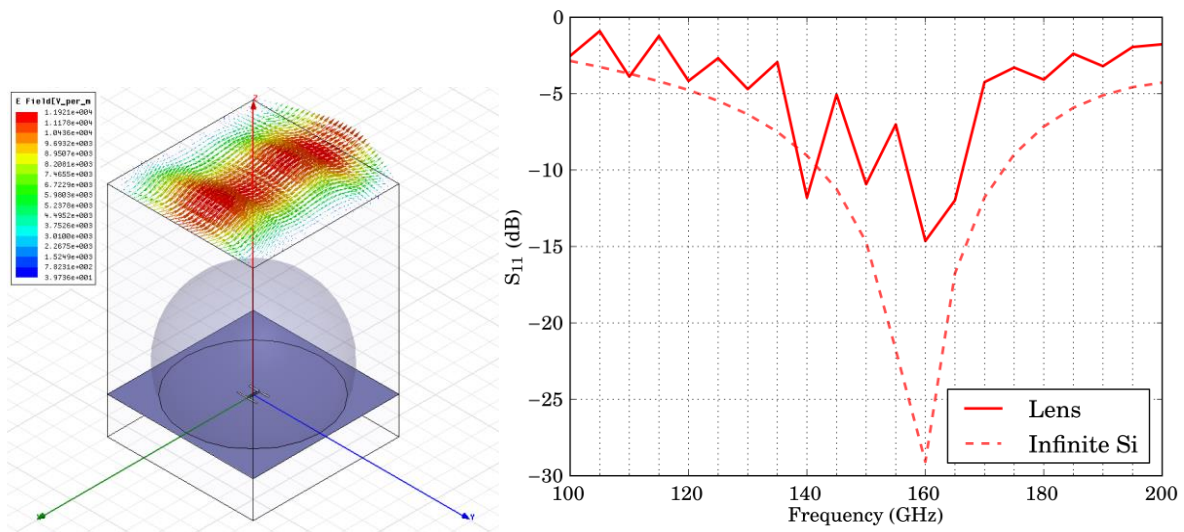 E Field[V_per_m
1.1921e+004
1.1178e+004
1.0436e+004
9.6932e+003
8.9507e+003
8.2081e+003
7.4655e+003
6.7229e+003
5.9803e+003
5.2378e+003
4.4952e+003
3.7526e+003
3.0100e+003
2.2675e+003
1.5249e+003
7.8231e+002
3.9736e+001
Z
Y
0
-5
-10
-15
-20
-25
-30
S11 (dB)
Lens
Infinite Si
100
120
140
160
180
200
Frequency (GHz)